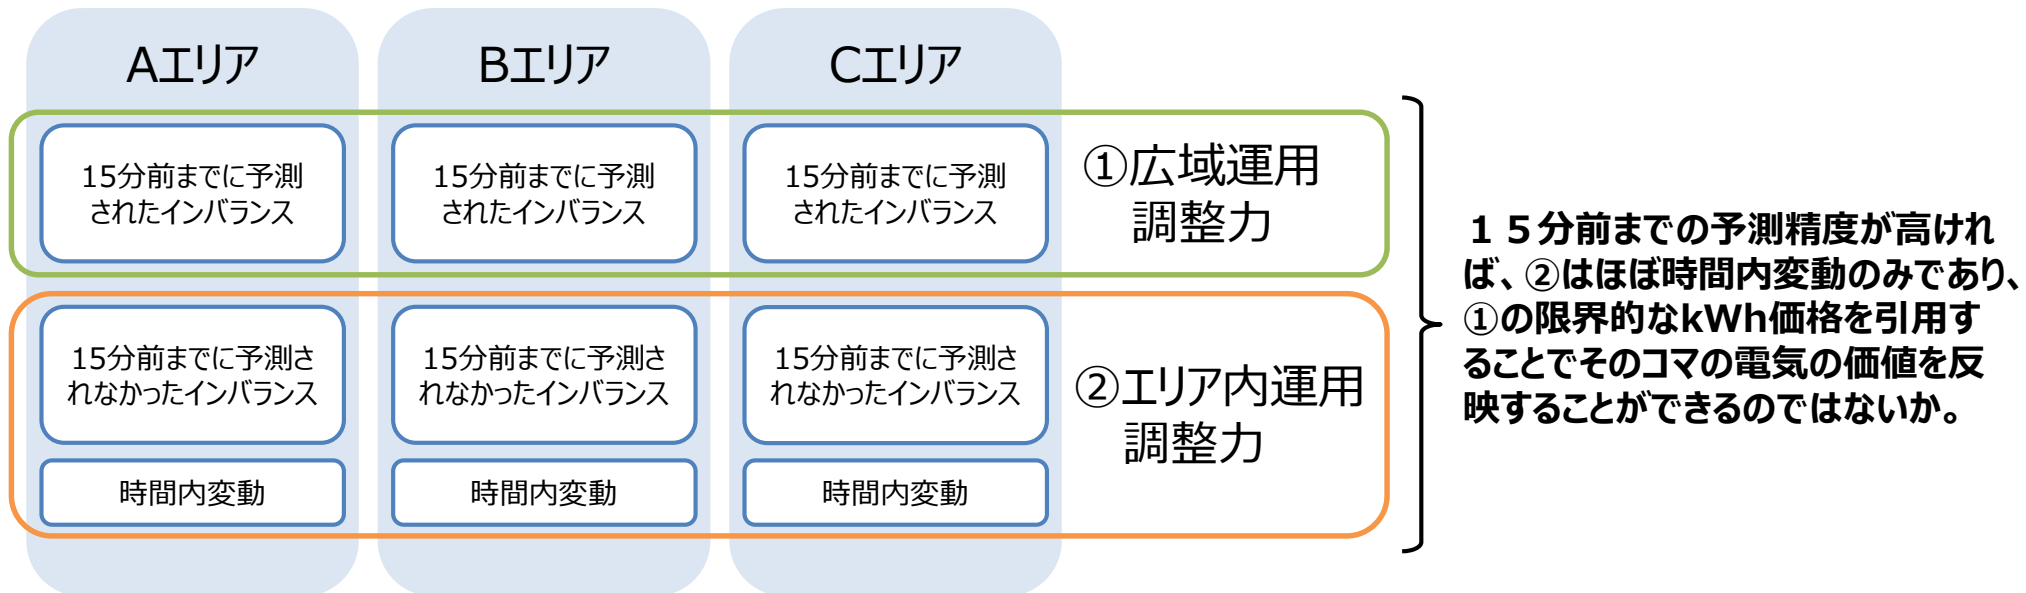 Aエリア
Bエリア
Cエリア
15分前までに予測
されたインバランス
15分前までに予測
されたインバランス
15分前までに予測
されたインバランス
①広域運用
調整力
15分前までに予測さ
れなかったインバランス
15分前までに予測さ
れなかったインバランス
15分前までに予測さ
れなかったインバランス
②エリア内運用
調整力
時間内変動
時間内変動
時間内変動
15分前までの予測精度が高けれ
ば、②はほぼ時間内変動のみであり、
①の限界的なkWh価格を引用す
ることでそのコマの電気の価値を反
映することができるのではないか。